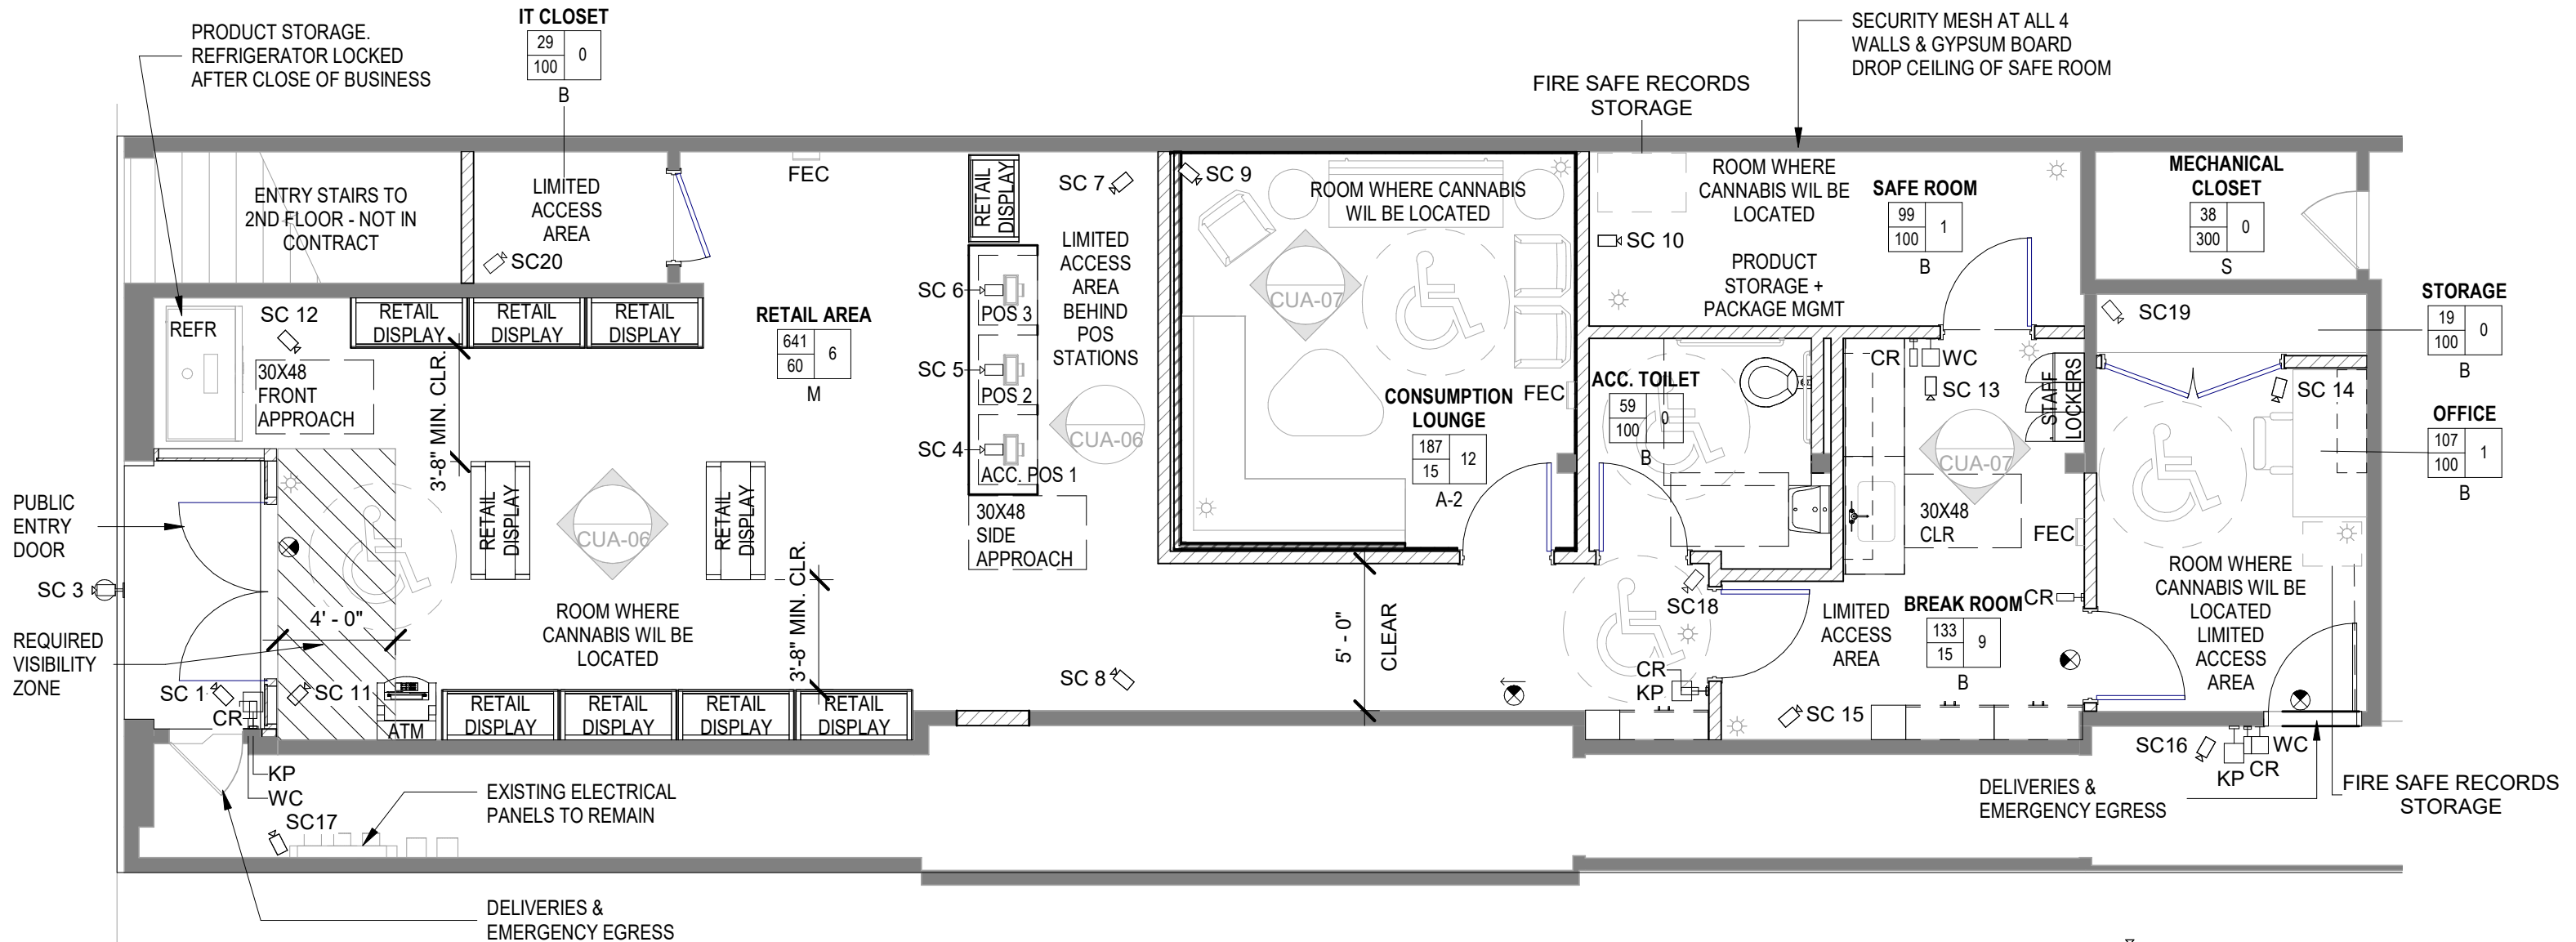 PRODUCT STORAGE.
REFRIGERATOR LOCKED
AFTER CLOSE OF BUSINESS
IT CLOSET
29
100
0
B
FIRE SAFE RECORDS
STORAGE
SECURITY MESH AT ALL 4
WALLS & GYPSUM BOARD
DROP CEILING OF SAFE ROOM
ENTRY STAIRS TO
2ND FLOOR - NOT IN
CONTRACT
LIMITED
ACCESS
AREA
SC20
FEC
RETAIL
DISPLAY
SC 7
LIMITED
ACCESS
AREA
BEHIND
POS
STATIONS
SC 9
ROOM WHERE CANNABIS
WIL BE LOCATED
CUA-07
SC 10
ROOM WHERE
CANNABIS WIL BE
LOCATED
PRODUCT
STORAGE +
PACKAGE MGMT
SAFE ROOM
99
100
1
B
MECHANICAL
CLOSET
38
300
0
S
REFR
SC 12
30X48
FRONT
APPROACH
RETAIL
DISPLAY
RETAIL
DISPLAY
RETAIL
DISPLAY
3'-8" MIN. CLR.
RETAIL AREA
641
60
6
M
SC 6
POS 3
SC 5
POS 2
SC 4
ACC. POS 1
30X48
SIDE
APPROACH
CUA-06
CONSUMPTION
LOUNGE
187
15
12
A-2
FEC
ACC. TOILET
59
100
0
B
CR
WC
SC 13
STAFF
LOCKERS
CUA-07
30X48
CLR
FEC
SC19
SC 14
STORAGE
19
100
0
B
OFFICE
107
100
1
B
PUBLIC
ENTRY
DOOR
SC 3
REQUIRED
VISIBILITY
ZONE
4' - 0"
RETAIL
DISPLAY
CUA-06
RETAIL
DISPLAY
ROOM WHERE
CANNABIS WIL BE
LOCATED
3'-8" MIN. CLR.
SC 8
5' - 0"
CLEAR
SC18
CR
KP
LIMITED
ACCESS
AREA
BREAK ROOM
133
15
9
B
CR
SC 15
ROOM WHERE
CANNABIS WIL BE
LOCATED
LIMITED
ACCESS
AREA
SC 1
SC 11
CR
ATM
RETAIL
DISPLAY
RETAIL
DISPLAY
RETAIL
DISPLAY
RETAIL
DISPLAY
KP
WC
SC17
EXISTING ELECTRICAL
PANELS TO REMAIN
DELIVERIES &
EMERGENCY EGRESS
SC16
KP
CR
WC
DELIVERIES &
EMERGENCY EGRESS
FIRE SAFE RECORDS
STORAGE